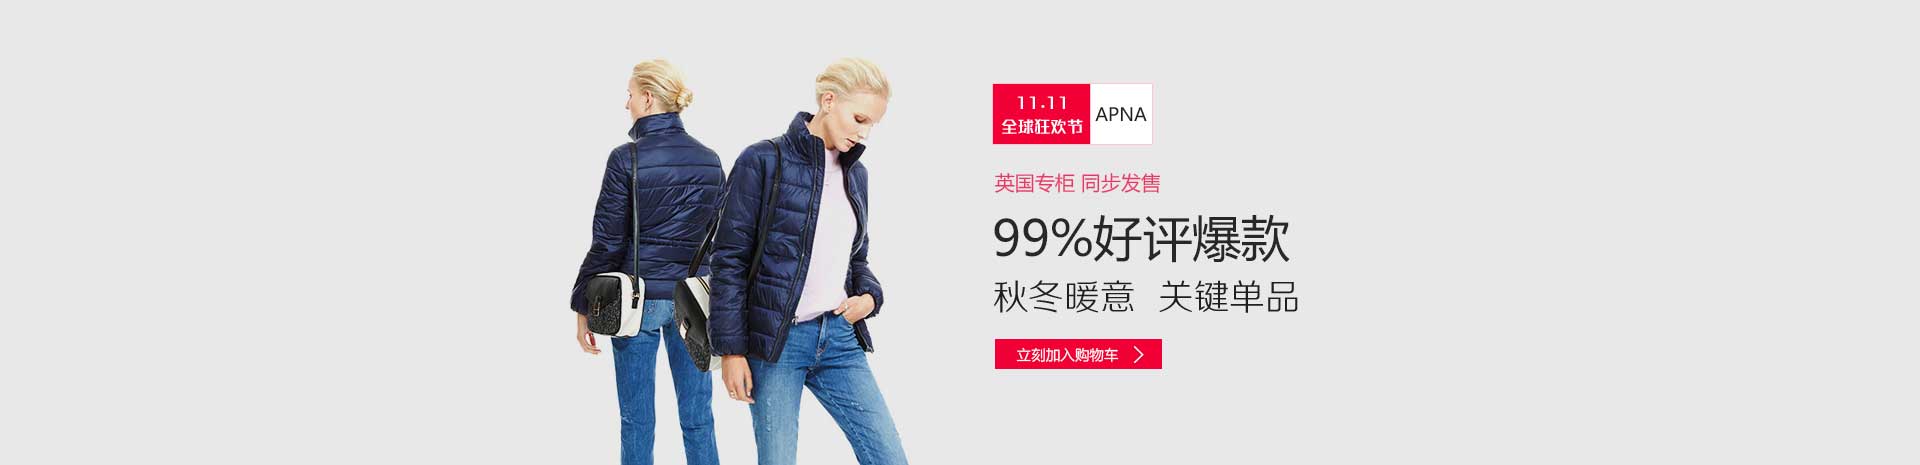 11.11
全球狂欢节
APNA
英国专柜 同步发售
99%好评爆款
秋冬暖意 关键单品
立刻加入购物车